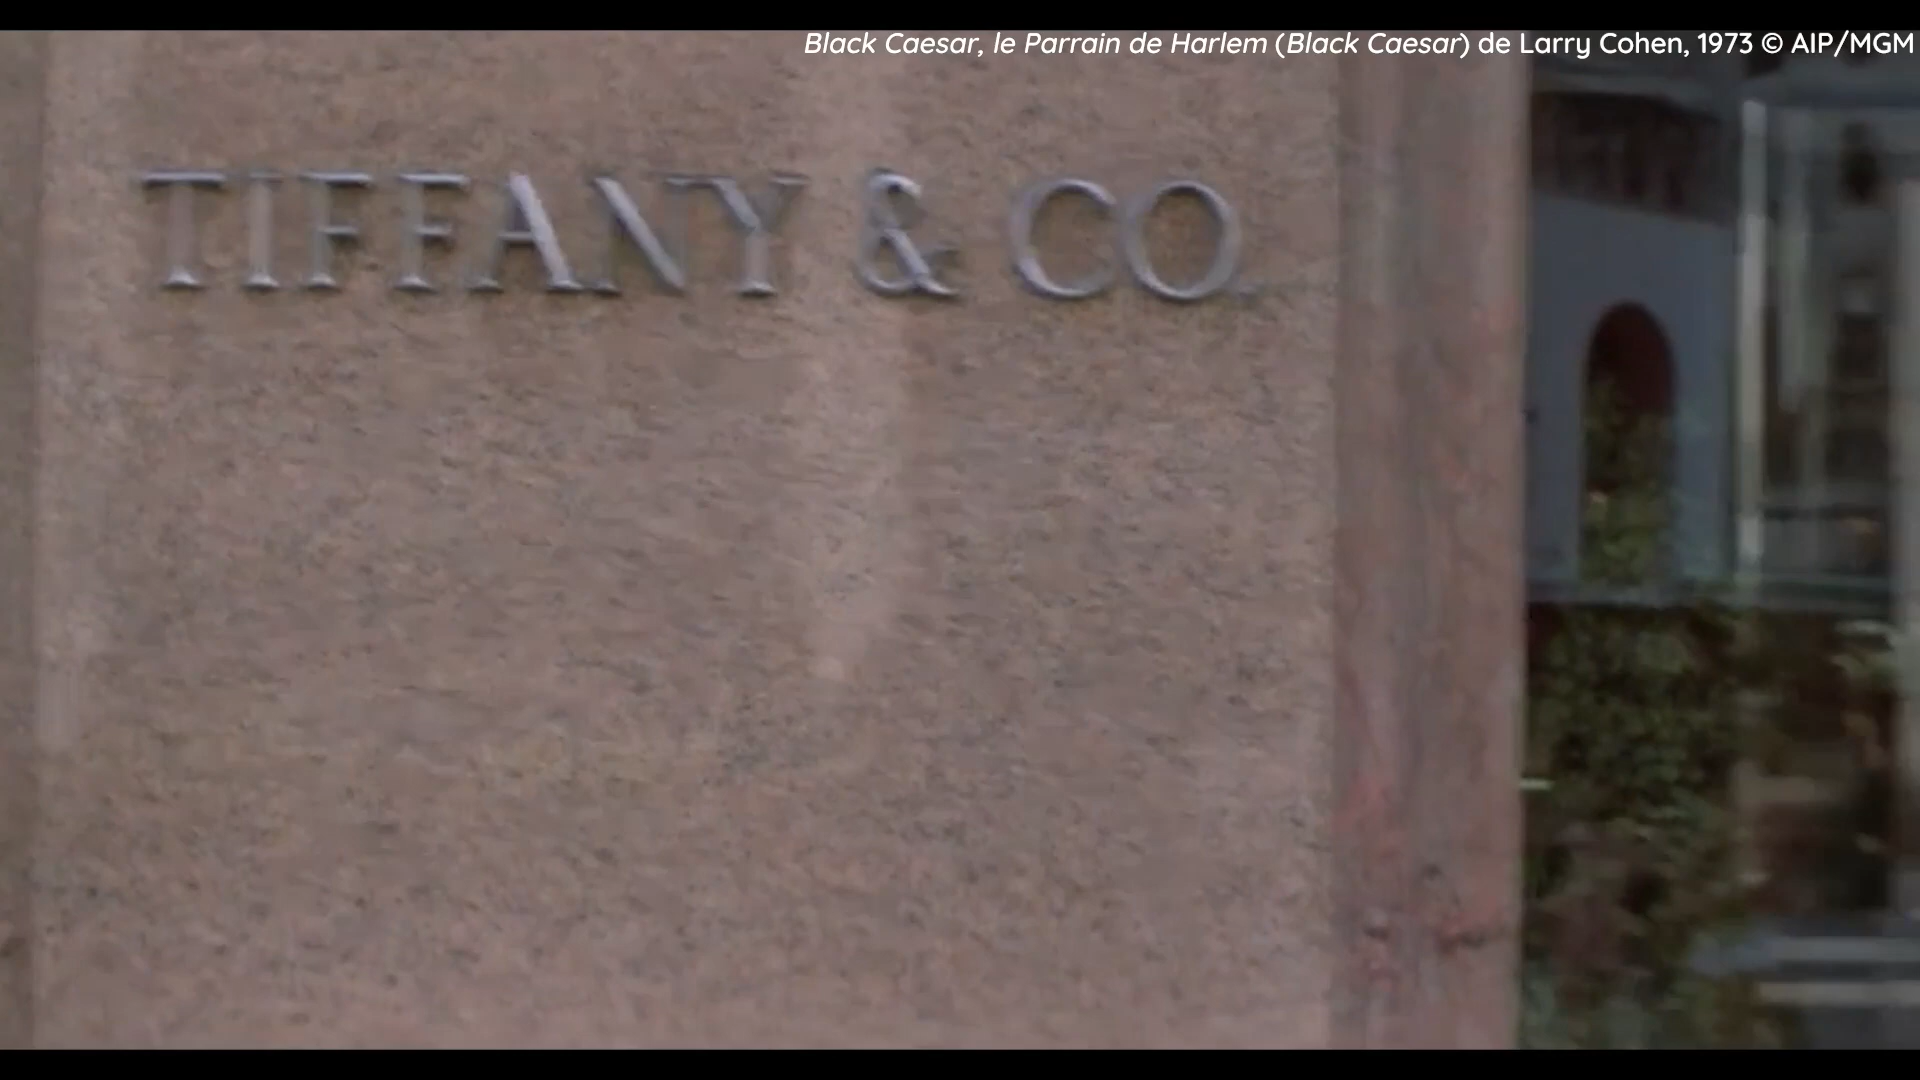 Black Caesar, le Parrain de Harlem (Black Caesar) de Larry Cohen, 1973 © AIP/MGM
TIFFANY & CO